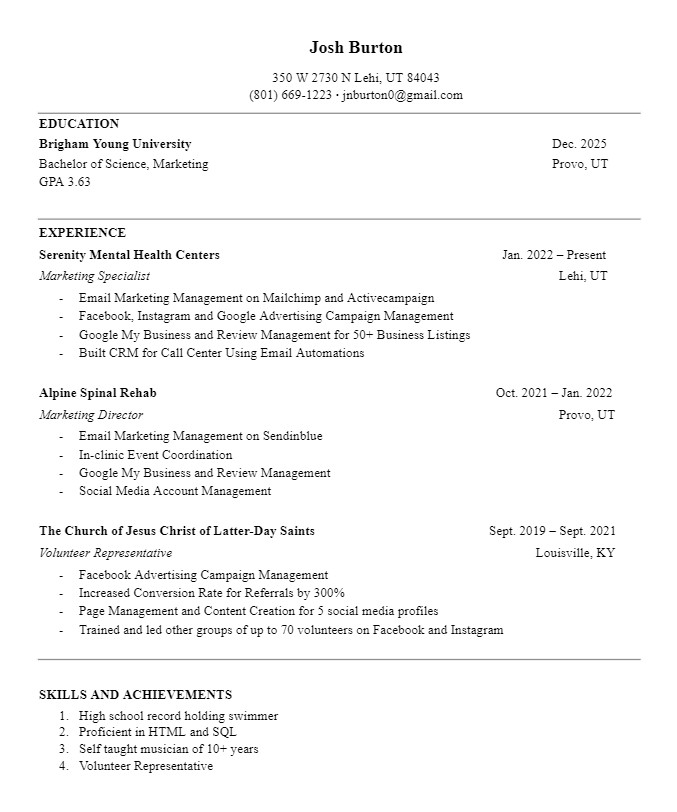 Josh Burton
350 W 2730 N Lehi, UT 84043
(801) 669-1223 · jnburton0@gmail.com
EDUCATION
Brigham Young University Dec. 2025
Bachelor of Science, Marketing Provo, UT
GPA 3.63
EXPERIENCE
Serenity Mental Health Centers Jan. 2022 – Present
Marketing Specialist Lehi, UT
- Email Marketing Management on Mailchimp and Activecampaign
- Facebook, Instagram and Google Advertising Campaign Management
- Google My Business and Review Management for 50+ Business Listings
- Built CRM for Call Center Using Email Automations
Alpine Spinal Rehab Oct. 2021 – Jan. 2022
Marketing Director Provo, UT
- Email Marketing Management on Sendinblue
- In-clinic Event Coordination
- Google My Business and Review Management
- Social Media Account Management
The Church of Jesus Christ of Latter-Day Saints Sept. 2019 – Sept. 2021
Volunteer Representative Louisville, KY
- Facebook Advertising Campaign Management
- Increased Conversion Rate for Referrals by 300%
- Page Management and Content Creation for 5 social media profiles
- Trained and led other groups of up to 70 volunteers on Facebook and Instagram
SKILLS AND ACHIEVEMENTS
1. High school record holding swimmer
2. Proficient in HTML and SQL
3. Self taught musician of 10+ years
4. Volunteer Representative